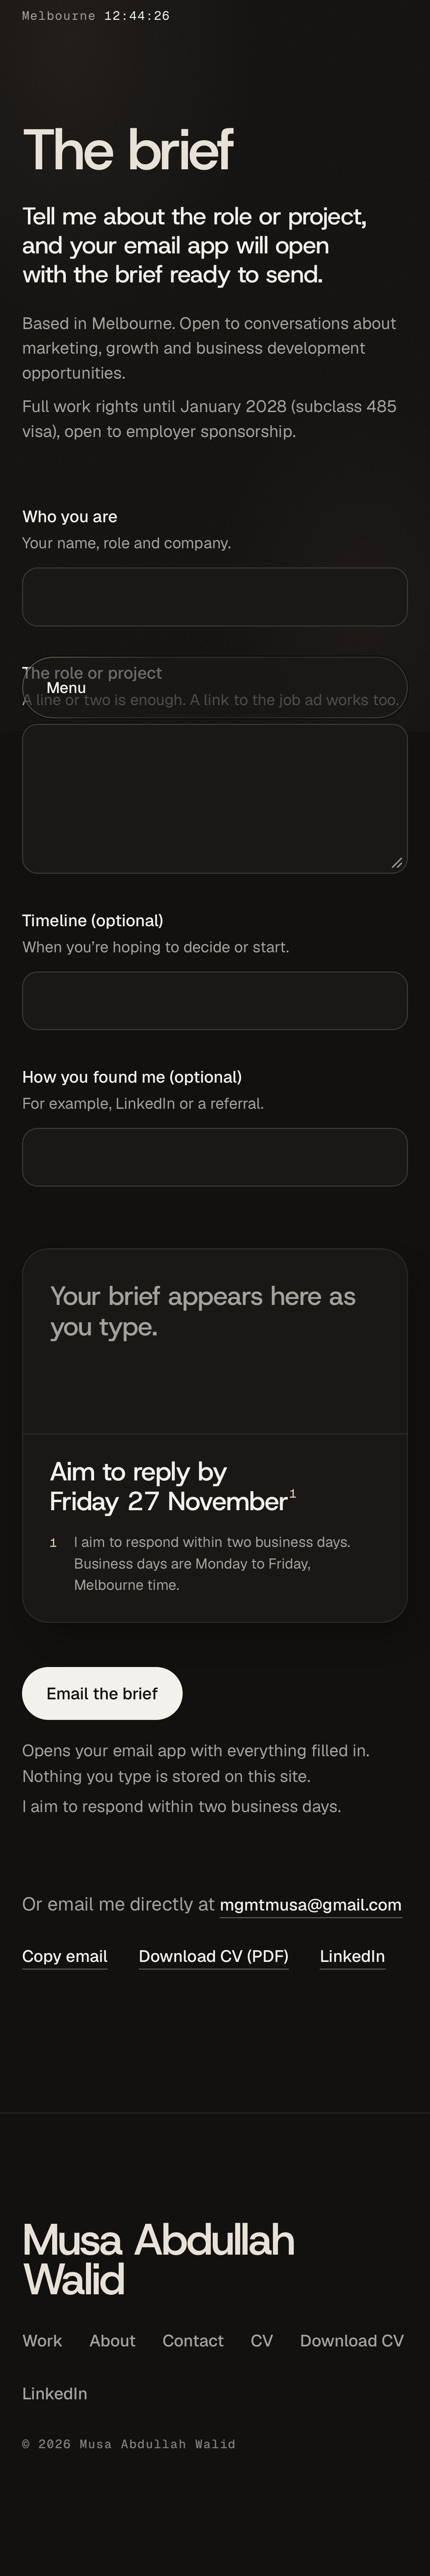 Melbourne 12:44:26
The brief
Tell me about the role or project,
and your email app will open
with the brief ready to send.
Based in Melbourne. Open to conversations about
marketing, growth and business development
opportunities.
Full work rights until January 2028 (subclass 485
visa), open to employer sponsorship.
Who you are
Your name, role and company.
The role or project
Menu
A line or two is enough. A link to the job ad works too.
Timeline (optional)
When you’re hoping to decide or start.
How you found me (optional)
For example, LinkedIn or a referral.
Your brief appears here as
you type.
Aim to reply by
Friday 27 November1
1 I aim to respond within two business days.
Business days are Monday to Friday,
Melbourne time.
Email the brief
Opens your email app with everything filled in.
Nothing you type is stored on this site.
I aim to respond within two business days.
Or email me directly at mgmtmusa@gmail.com
Copy email Download CV (PDF) LinkedIn
Musa Abdullah
Walid
Work About Contact CV Download CV
LinkedIn
© 2026 Musa Abdullah Walid